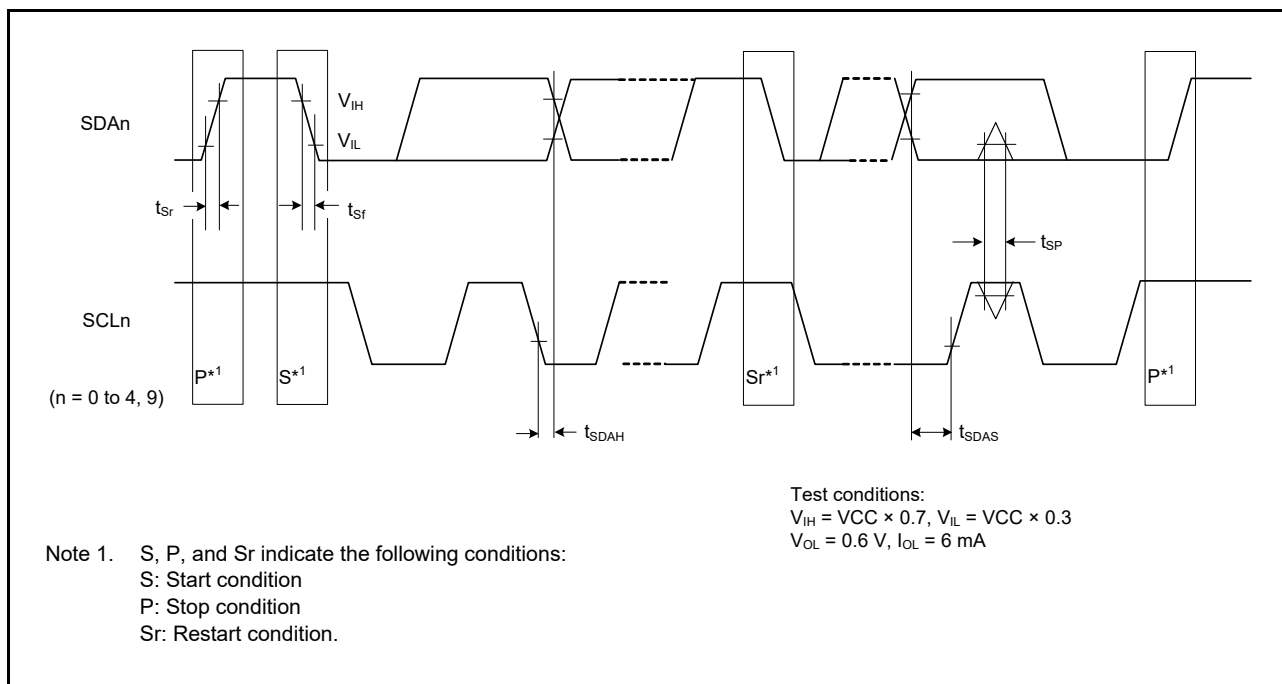 SDAn
V_IH
V_IL
t_Sr
t_Sf
t_SP
SCLn
P*1
S*1
Sr*1
P*1
(n = 0 to 4, 9)
t_SDAH
t_SDAS
Test conditions:
V_IH = VCC × 0.7, V_IL = VCC × 0.3
V_OL = 0.6 V, I_OL = 6 mA
Note 1. S, P, and Sr indicate the following conditions:
S: Start condition
P: Stop condition
Sr: Restart condition.